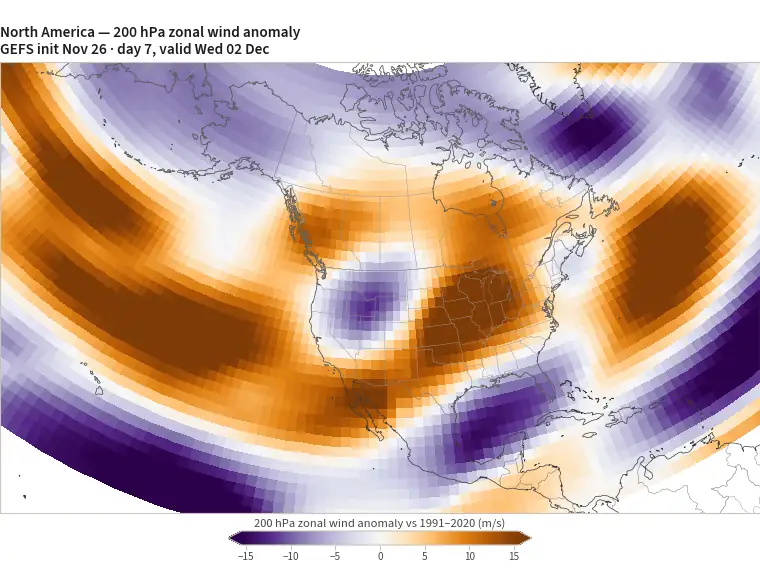 North America — 200 hPa zonal wind anomaly
GEFS init Nov 26 · day 7, valid Wed 02 Dec
200 hPa zonal wind anomaly vs 1991–2020 (m/s)
−15 −10 −5 0 5 10 15